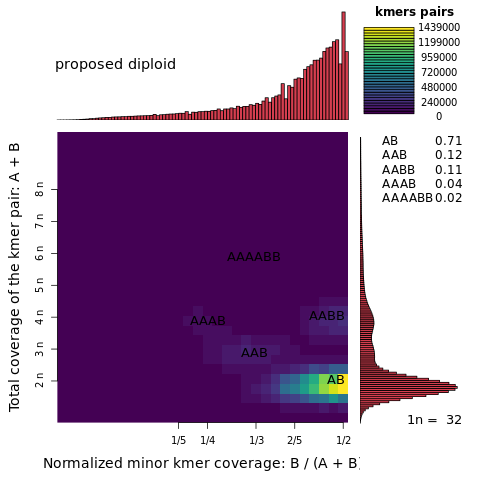 kmers pairs
1439000
1199000
959000
720000
480000
240000
0
proposed diploid
AB 0.71
AAB 0.12
AABB 0.11
AAAB 0.04
AAAABB 0.02
Total coverage of the kmer pair: A + B
8 n
7 n
6 n
5 n
4 n
3 n
2 n
AAAABB
AAAB
AABB
AAB
AB
1n = 32
1/5
1/4
1/3
2/5
1/2
Normalized minor kmer coverage: B / (A + B)